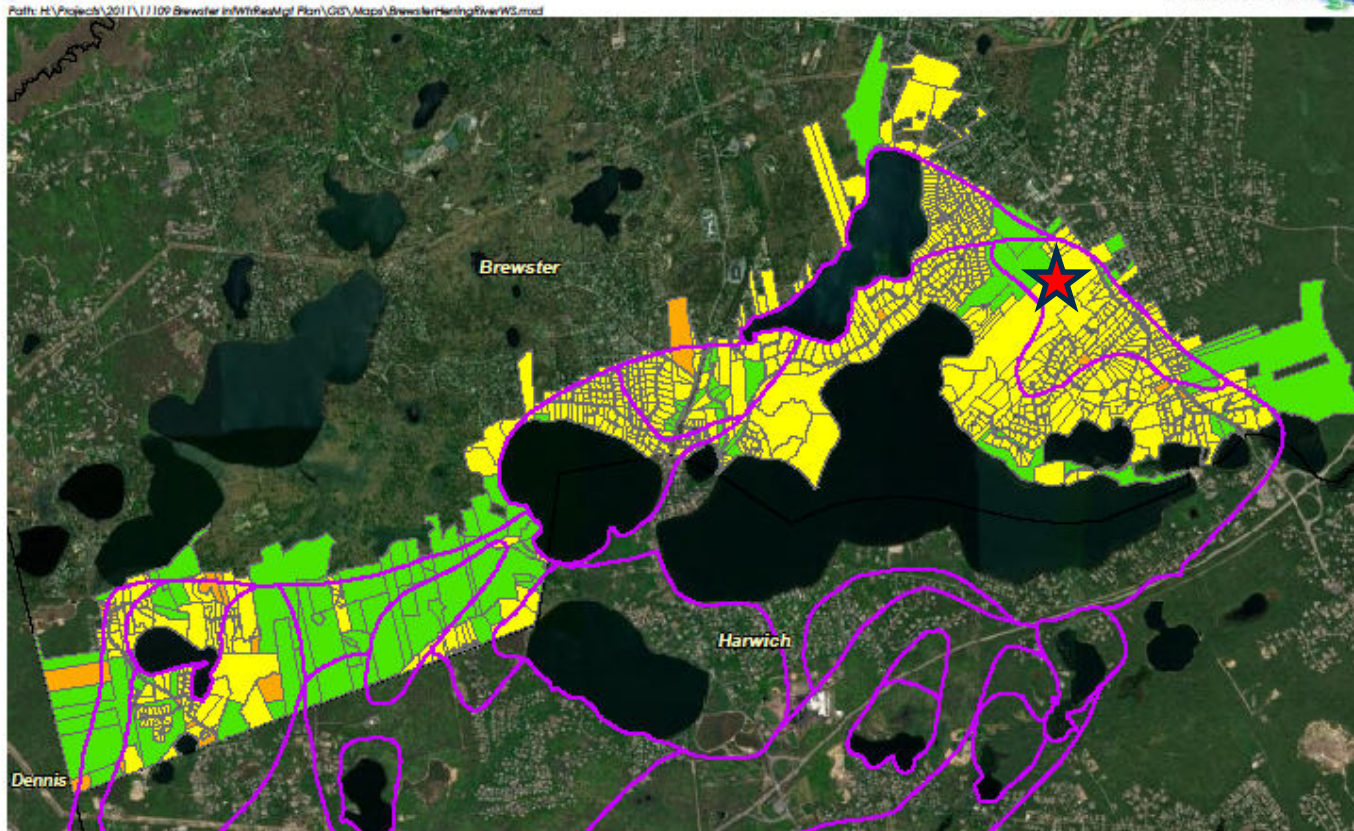 Path: H:\Projects\2011\11109 Brewster IntWtrResMgt Plan\GIS\Maps\BrewsterHerringRiverWS.mxd
Brewster
Harwich
Dennis